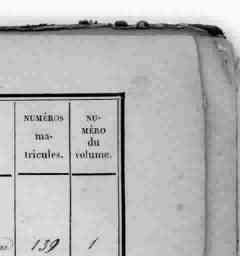 NUMÉROS
ma-
tricules.
NU-
MÉRO
du
volume.
139
1